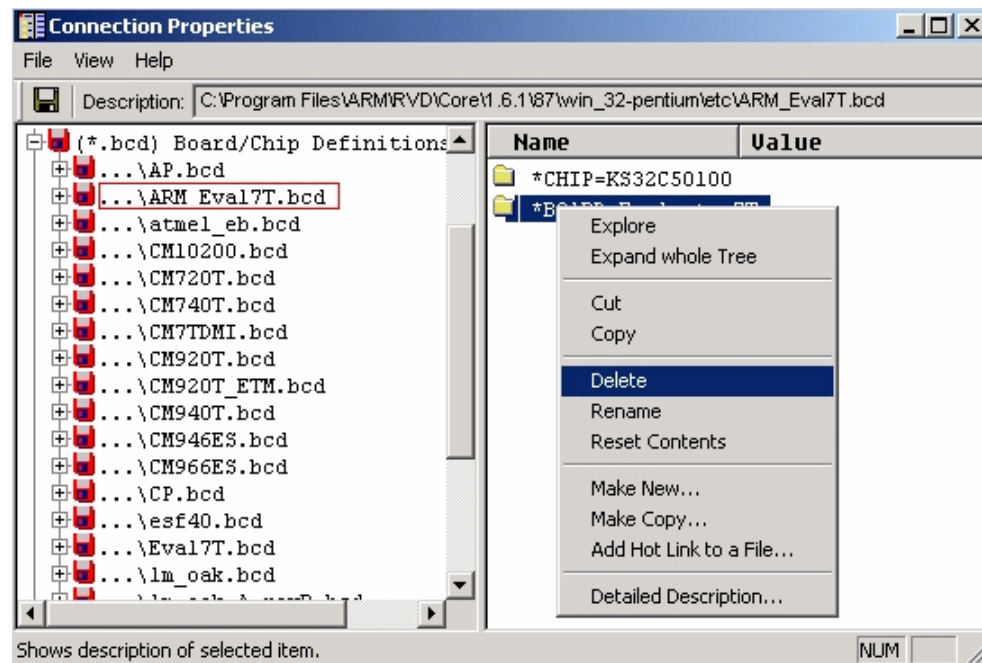 Connection Properties
File View Help
Description: C:\Program Files\ARM\RVD\Core\1.6.1\87\win_32-pentium\etc\ARM_Eval7T.bcd
(*.bcd) Board/Chip Definitions
...\AP.bcd
...\ARM_Eval7T.bcd
...\atmel_eb.bcd
...\CM10200.bcd
...\CM720T.bcd
...\CM740T.bcd
...\CM7TDMI.bcd
...\CM920T.bcd
...\CM920T_ETM.bcd
...\CM940T.bcd
...\CM946ES.bcd
...\CM966ES.bcd
...\CP.bcd
...\esf40.bcd
...\Eval7T.bcd
...\lm_oak.bcd
Name Value
*CHIP=KS32C50100
Explore
Expand whole Tree
Cut
Copy
Delete
Rename
Reset Contents
Make New...
Make Copy...
Add Hot Link to a File...
Detailed Description...
Shows description of selected item.
NUM